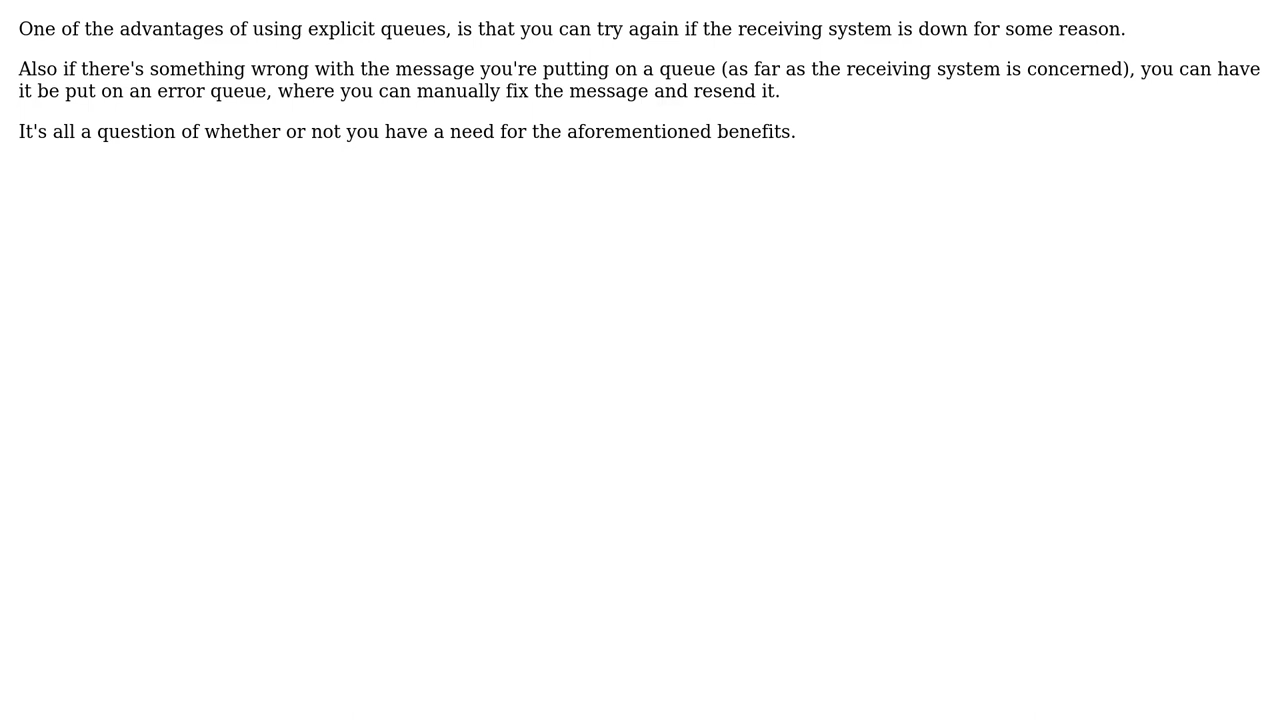 One of the advantages of using explicit queues, is that you can try again if the receiving system is down for some reason.
Also if there's something wrong with the message you're putting on a queue (as far as the receiving system is concerned), you can have
it be put on an error queue, where you can manually fix the message and resend it.
It's all a question of whether or not you have a need for the aforementioned benefits.